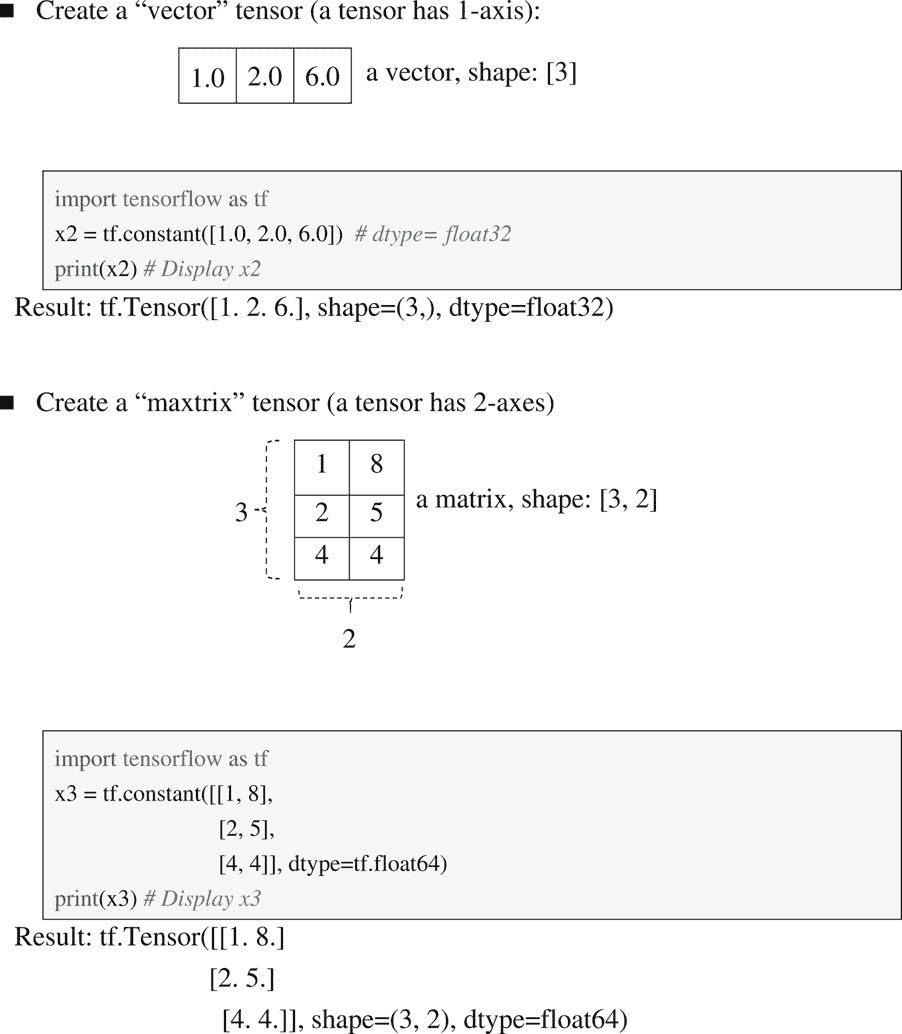 ■ Create a “vector” tensor (a tensor has 1-axis):
1.0 2.0 6.0 a vector, shape: [3]
import tensorflow as tf
x2 = tf.constant([1.0, 2.0, 6.0]) # dtype= float32
print(x2) # Display x2
Result: tf.Tensor([1. 2. 6.], shape=(3,), dtype=float32)
■ Create a “maxtrix” tensor (a tensor has 2-axes)
1 8
3 2 5 a matrix, shape: [3, 2]
4 4
2
import tensorflow as tf
x3 = tf.constant([[1, 8],
[2, 5],
[4, 4]], dtype=tf.float64)
print(x3) # Display x3
Result: tf.Tensor([[1. 8.]
[2. 5.]
[4. 4.]], shape=(3, 2), dtype=float64)